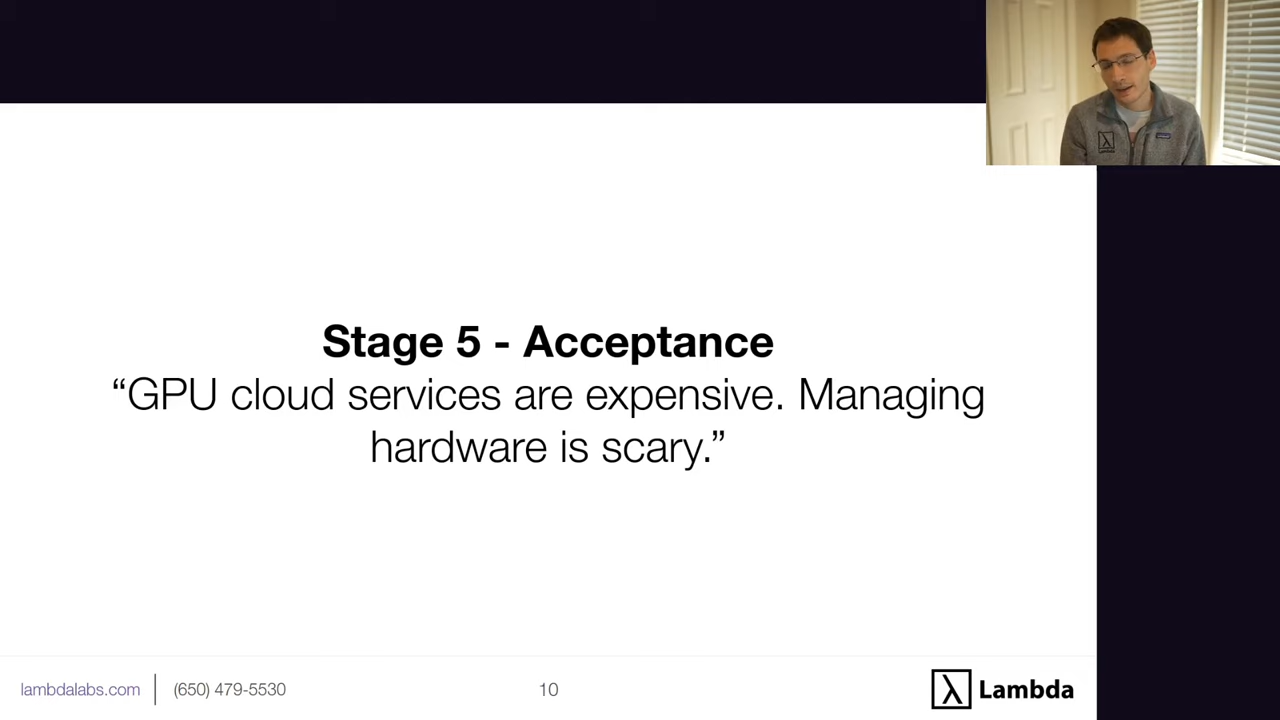 Stage 5 - Acceptance
“GPU cloud services are expensive. Managing
hardware is scary.”
lambdalabs.com
(650) 479-5530
10
λ Lambda